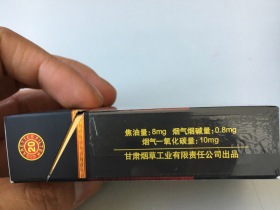 20
焦油量:8mg 烟气烟碱量:0.8mg
烟气一氧化碳量:10mg
甘肃烟草工业有限责任公司出品